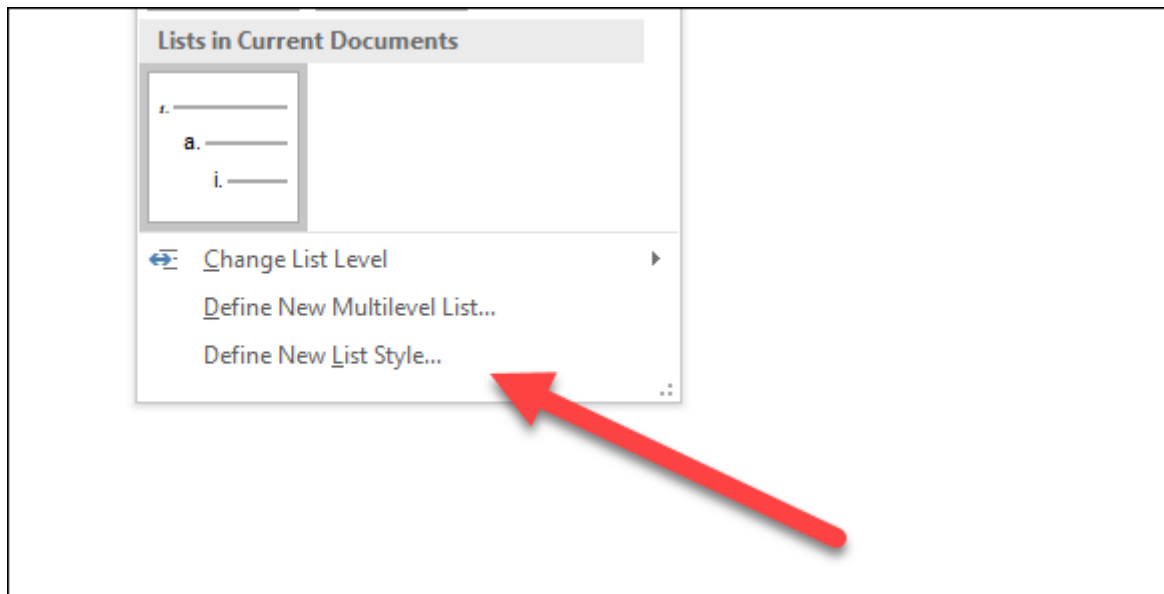 Lists in Current Documents
a.
i.
Change List Level
Define New Multilevel List...
Define New List Style...